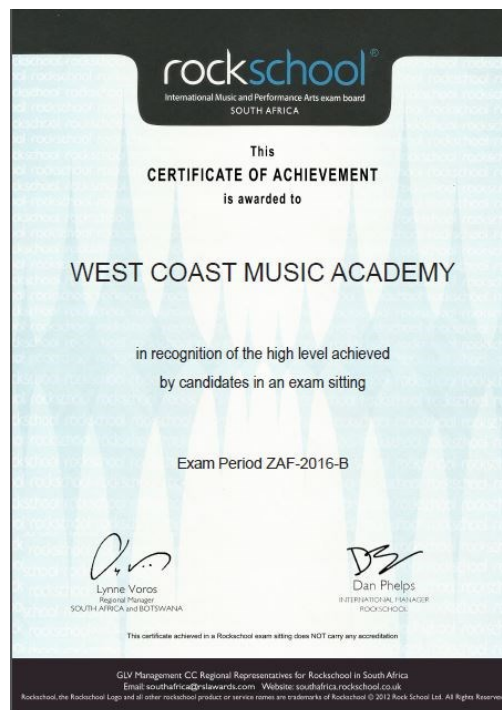 rockschool®
International Music and Performance Arts exam board
SOUTH AFRICA
This
CERTIFICATE OF ACHIEVEMENT
is awarded to
WEST COAST MUSIC ACADEMY
in recognition of the high level achieved
by candidates in an exam sitting
Exam Period ZAF-2016-B
Lynne Voros
Regional Manager
SOUTH AFRICA and BOTSWANA
Dan Phelps
INTERNATIONAL MANAGER
ROCKSCHOOL
This certificate achieved in a Rockschool exam sitting does NOT carry any accreditation
GLV Management CC Regional Representatives for Rockschool in South Africa
Email: southafrica@rslawards.com Website: southafrica.rockschool.co.uk
Rockschool, the Rockschool Logo and all other rockschool product or service names are trademarks of Rockschool © 2012 Rock School Ltd. All Rights Reserved